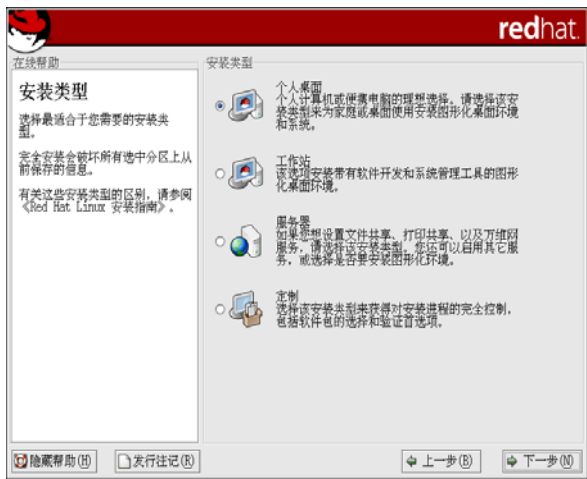 redhat.
在线帮助
安装类型
选择最适合于您需要的安装类
型。
完全安装会破坏所有选中分区上从
前保存的信息。
有关这些安装类型的区别，请参阅
《Red Hat Linux 安装指南》。
安装类型
个人桌面
个人计算机或便携电脑的理想选择。请选择该安
装类型来为家庭或桌面使用安装图形化桌面环境
和系统。
工作站
该选项安装带有软件开发和系统管理工具的图形
化桌面环境。
服务器
如果您想设置文件共享、打印共享、以及万维网
服务，请选择该安装类型。您还可以启用其它服
务，或选择是否要安装图形化环境。
定制
选择该安装类型来获得对安装进程的完全控制，
包括软件包的选择和验证首选项。
隐藏帮助(H)
发行注记(R)
上一步(B)
下一步(N)